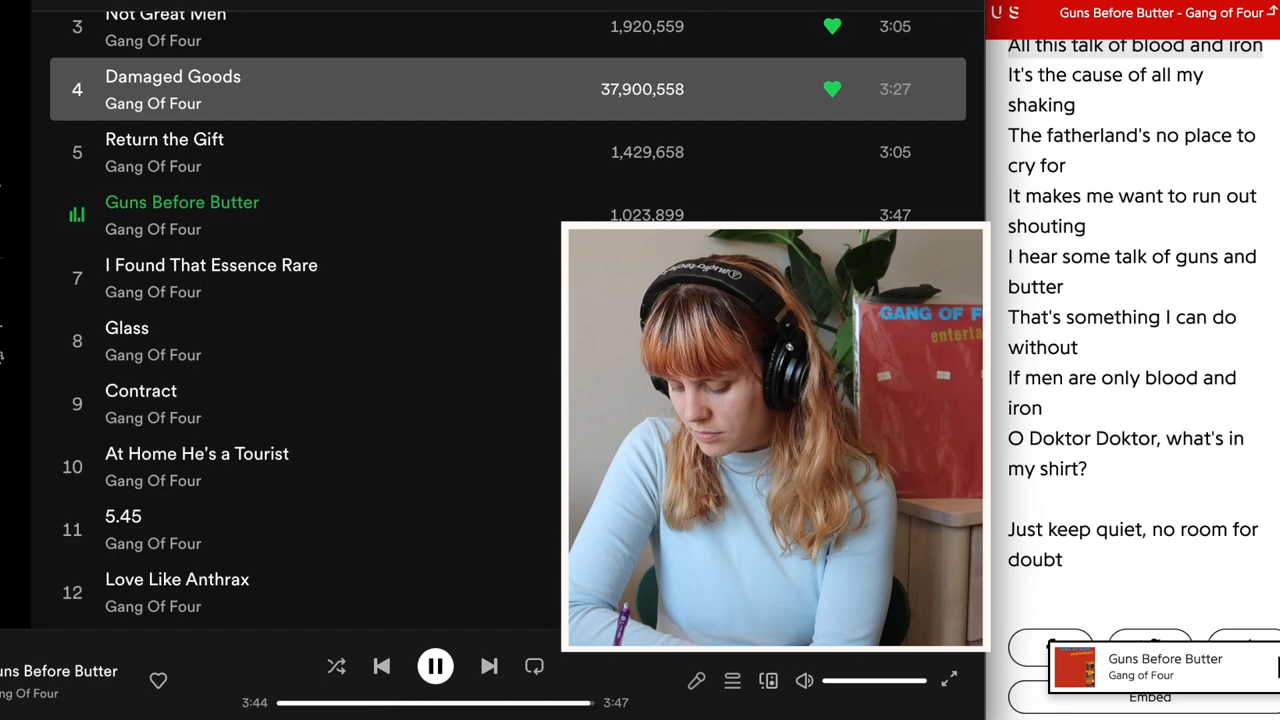 3
Not Great Men
Gang Of Four
1,920,559
3:05
4
Damaged Goods
Gang Of Four
37,900,558
3:27
5
Return the Gift
Gang Of Four
1,429,658
3:05
Guns Before Butter
Gang Of Four
1,023,899
3:47
7
I Found That Essence Rare
Gang Of Four
8
Glass
Gang Of Four
9
Contract
Gang Of Four
10
At Home He's a Tourist
Gang Of Four
11
5.45
Gang Of Four
12
Love Like Anthrax
Gang Of Four
uns Before Butter
ang Of Four
3:44
3:47
audio-technica
GANG OF F
enterta
U S
Guns Before Butter - Gang of Four
All this talk of blood and iron
It's the cause of all my
shaking
The fatherland's no place to
cry for
It makes me want to run out
shouting
I hear some talk of guns and
butter
That's something I can do
without
If men are only blood and
iron
O Doktor Doktor, what's in
my shirt?
Just keep quiet, no room for
doubt
Guns Before Butter
Gang of Four
Embed